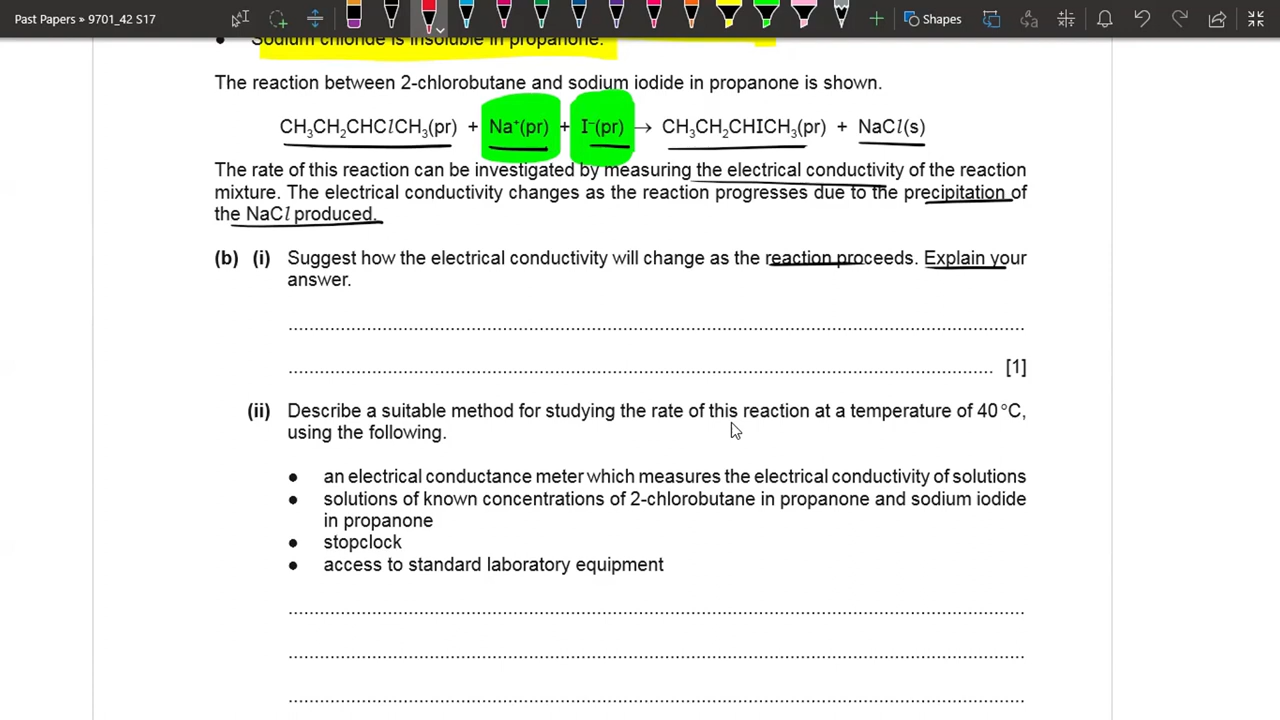 Past Papers » 9701_42 S17
Shapes
• Sodium chloride is insoluble in propanone.
The reaction between 2-chlorobutane and sodium iodide in propanone is shown.
CH₃CH₂CHClCH₃(pr) + Na⁺(pr) + I⁻(pr) → CH₃CH₂CHICH₃(pr) + NaCl(s)
The rate of this reaction can be investigated by measuring the electrical conductivity of the reaction
mixture. The electrical conductivity changes as the reaction progresses due to the precipitation of
the NaCl produced.
(b) (i) Suggest how the electrical conductivity will change as the reaction proceeds. Explain your
answer.
[1]
(ii) Describe a suitable method for studying the rate of this reaction at a temperature of 40 °C,
using the following.
• an electrical conductance meter which measures the electrical conductivity of solutions
• solutions of known concentrations of 2-chlorobutane in propanone and sodium iodide
in propanone
• stopclock
• access to standard laboratory equipment